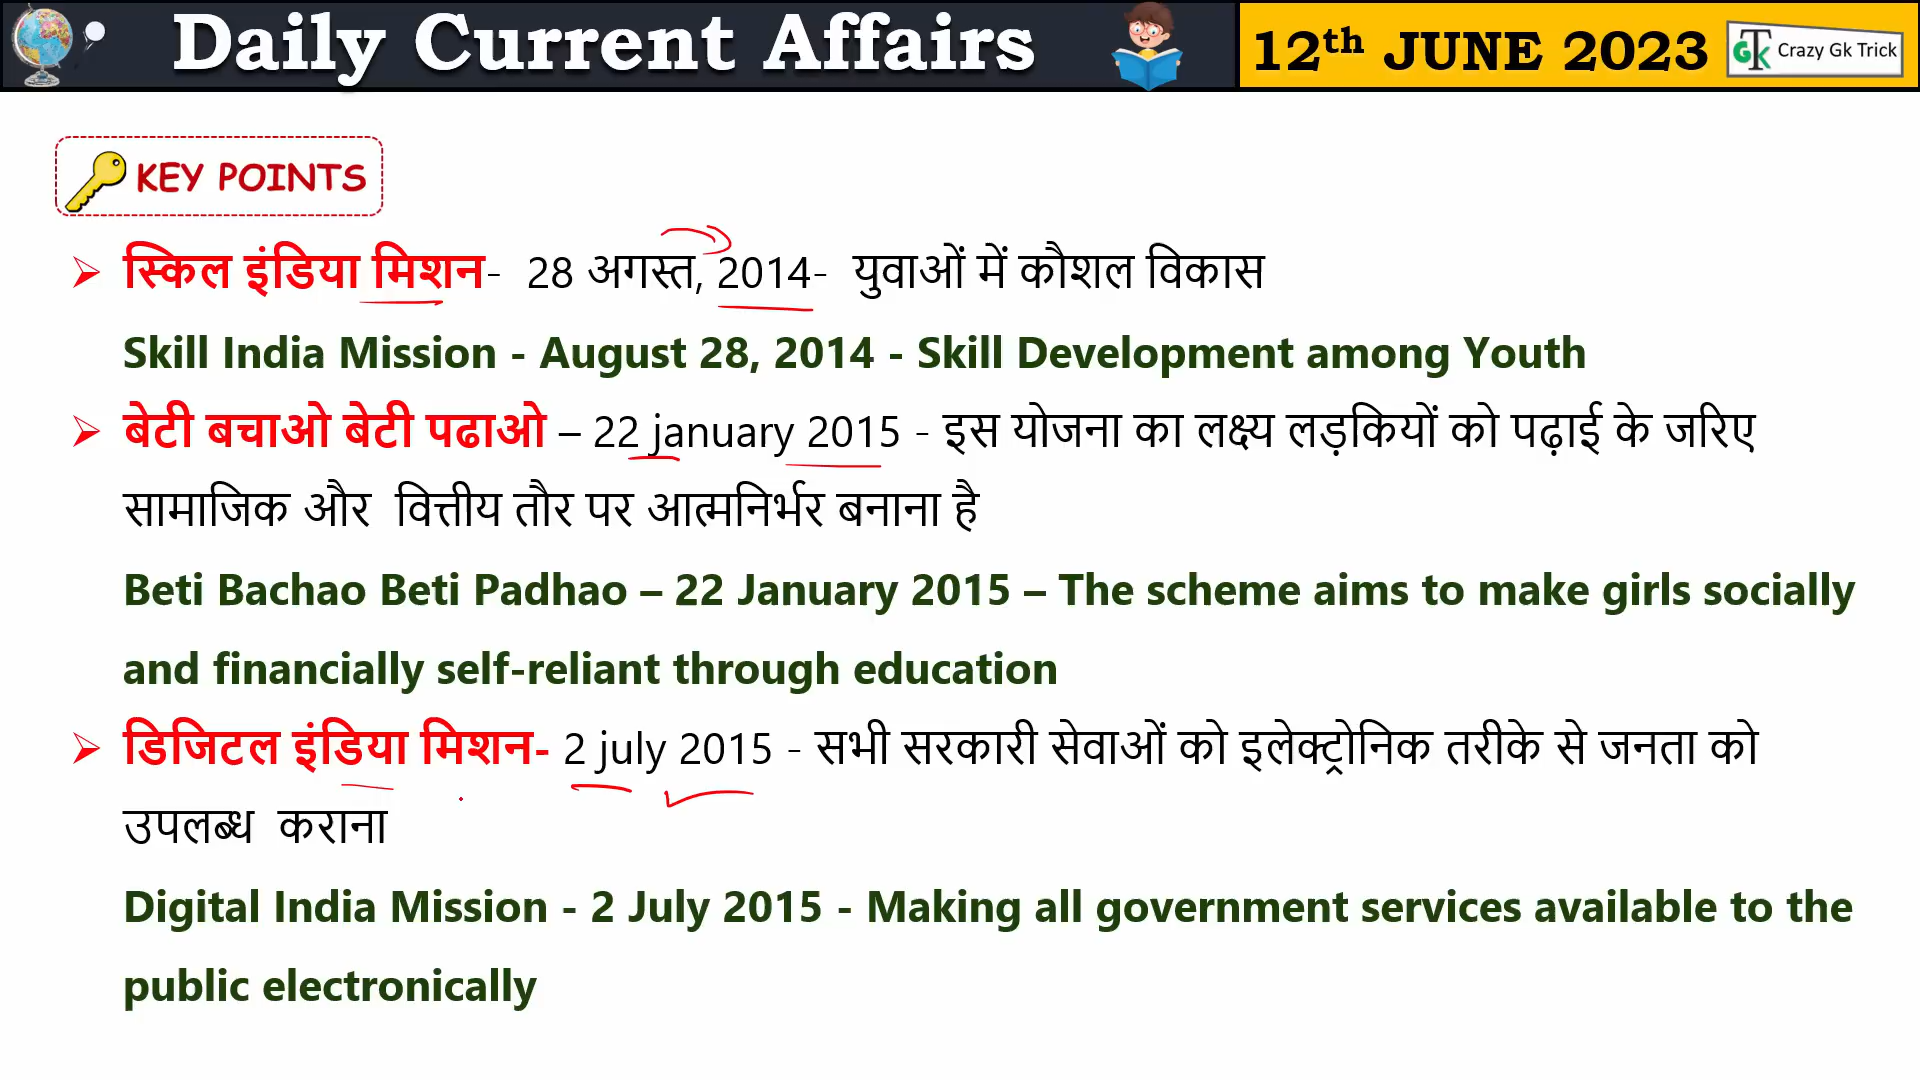 Daily Current Affairs
12th JUNE 2023
GTK Crazy Gk Trick
KEY POINTS
स्किल इंडिया मिशन- 28 अगस्त, 2014- युवाओं में कौशल विकास
Skill India Mission - August 28, 2014 - Skill Development among Youth
बेटी बचाओ बेटी पढाओ – 22 january 2015 - इस योजना का लक्ष्य लड़कियों को पढ़ाई के जरिए
सामाजिक और वित्तीय तौर पर आत्मनिर्भर बनाना है
Beti Bachao Beti Padhao – 22 January 2015 – The scheme aims to make girls socially
and financially self-reliant through education
डिजिटल इंडिया मिशन- 2 july 2015 - सभी सरकारी सेवाओं को इलेक्ट्रोनिक तरीके से जनता को
उपलब्ध कराना
Digital India Mission - 2 July 2015 - Making all government services available to the
public electronically